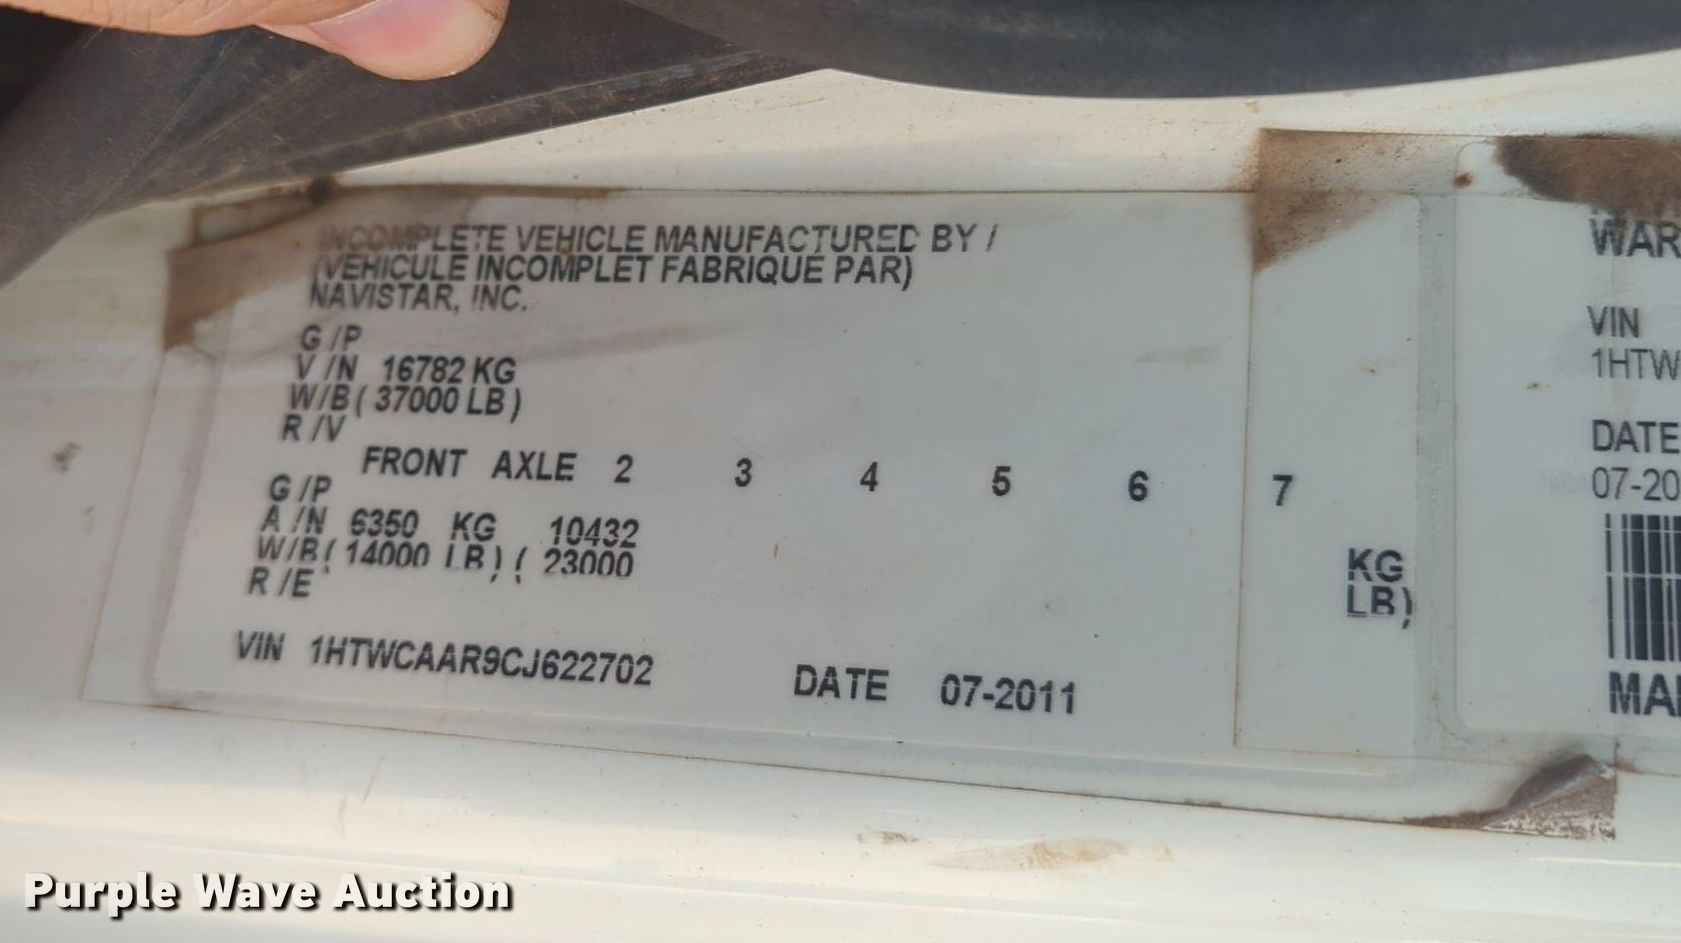 INCOMPLETE VEHICLE MANUFACTURED BY /
(VEHICULE INCOMPLET FABRIQUE PAR)
NAVISTAR, INC.
G /P
V /N 16782 KG
W/B ( 37000 LB )
R /V
FRONT AXLE 2 3 4 5 6 7
G /P
A /N 6350 KG 10432 KG
W/B( 14000 LB ) ( 23000 LB)
R /E
VIN 1HTWCAAR9CJ622702 DATE 07-2011
WAR
VIN
1HTW
DATE
07-20
MA
Purple Wave Auction